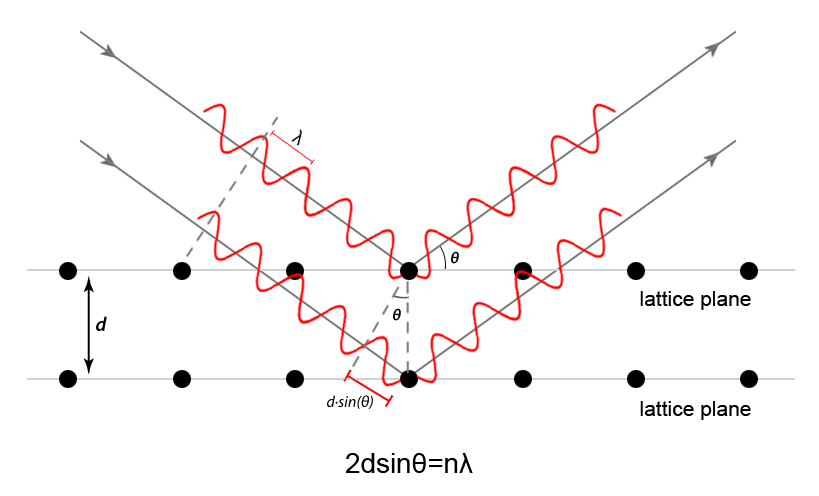 λ
θ
lattice plane
d
θ
d·sin(θ)
lattice plane
2dsinθ=nλ